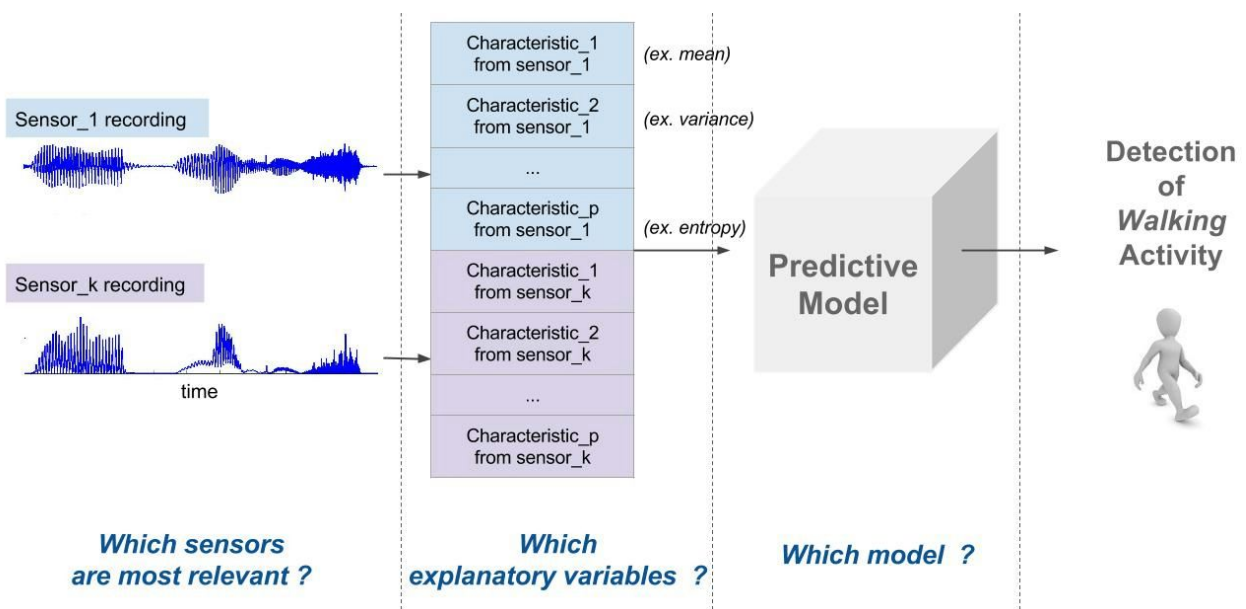 Sensor_1 recording
Sensor_k recording
time
Which sensors
are most relevant ?
Characteristic_1
from sensor_1
(ex. mean)
Characteristic_2
from sensor_1
(ex. variance)
...
Characteristic_p
from sensor_1
(ex. entropy)
Characteristic_1
from sensor_k
Characteristic_2
from sensor_k
...
Characteristic_p
from sensor_k
Which
explanatory variables ?
Predictive
Model
Which model ?
Detection
of
Walking
Activity